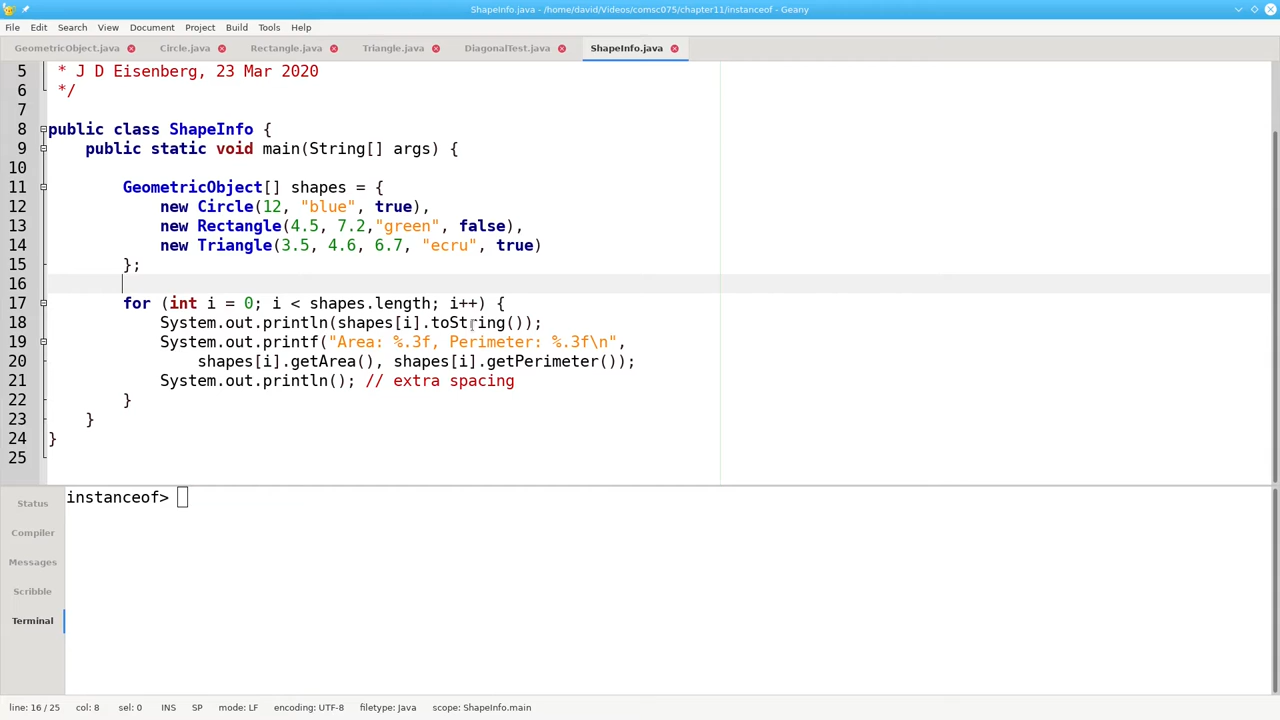 ShapeInfo.java - /home/david/Videos/comsc075/chapter11/instanceof - Geany
File Edit Search View Document Project Build Tools Help
GeometricObject.java Circle.java Rectangle.java Triangle.java DiagonalTest.java ShapeInfo.java
5 * J D Eisenberg, 23 Mar 2020
6 */
7
8 public class ShapeInfo {
9 public static void main(String[] args) {
10
11 GeometricObject[] shapes = {
12 new Circle(12, "blue", true),
13 new Rectangle(4.5, 7.2,"green", false),
14 new Triangle(3.5, 4.6, 6.7, "ecru", true)
15 };
16
17 for (int i = 0; i < shapes.length; i++) {
18 System.out.println(shapes[i].toString());
19 System.out.printf("Area: %.3f, Perimeter: %.3f\n",
20 shapes[i].getArea(), shapes[i].getPerimeter());
21 System.out.println(); // extra spacing
22 }
23 }
24 }
25
Status
Compiler
Messages
Scribble
Terminal
instanceof>
line: 16 / 25 col: 8 sel: 0 INS SP mode: LF encoding: UTF-8 filetype: Java scope: ShapeInfo.main